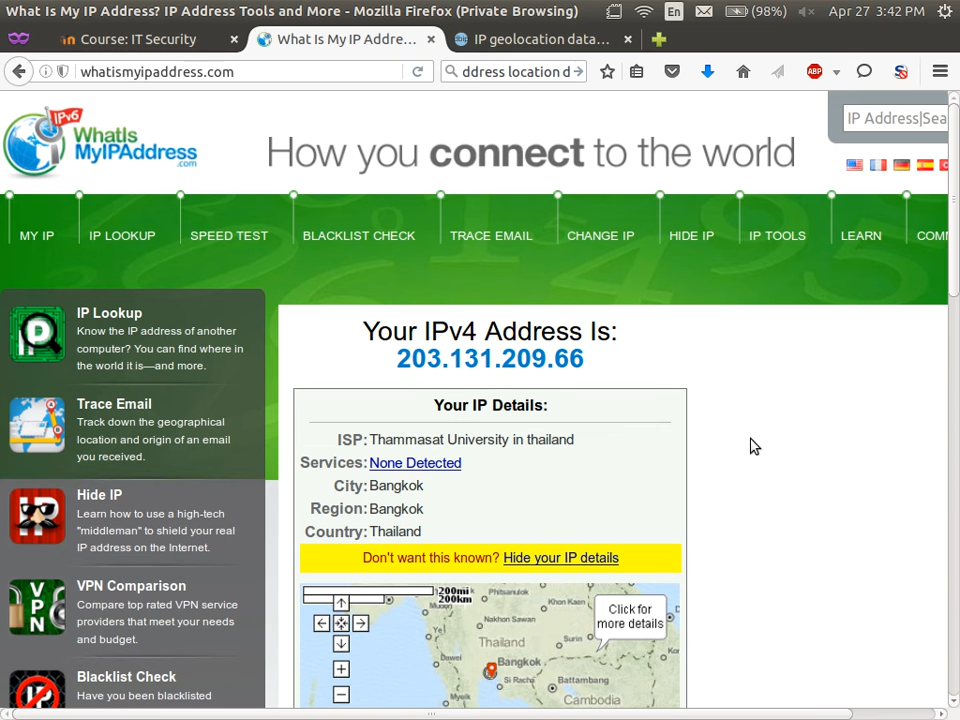 What Is My IP Address? IP Address Tools and More - Mozilla Firefox (Private Browsing)
En
(98%)
Apr 27 3:42 PM
Course: IT Security
What Is My IP Addre...
IP geolocation data...
whatismyipaddress.com
ddress location d
ABP
IPv6
WhatIs
MyIPAddress
.com
How you connect to the world
IP Address|Sea
MY IP
IP LOOKUP
SPEED TEST
BLACKLIST CHECK
TRACE EMAIL
CHANGE IP
HIDE IP
IP TOOLS
LEARN
COM
IP Lookup
Know the IP address of another
computer? You can find where in
the world it is—and more.
Trace Email
Track down the geographical
location and origin of an email
you received.
Hide IP
Learn how to use a high-tech
"middleman" to shield your real
IP address on the Internet.
VPN
VPN Comparison
Compare top rated VPN service
providers that meet your needs
and budget.
Blacklist Check
Have you been blacklisted
Your IPv4 Address Is:
203.131.209.66
Your IP Details:
ISP: Thammasat University in thailand
Services: None Detected
City: Bangkok
Region: Bangkok
Country: Thailand
Don't want this known? Hide your IP details
200mi
200km
Phitsanulok
Khon Kaen
Nakhon Sawan
Ye
Thailand
Surin
Dawei
Bangkok
Si Racha
Battambang
Myeik
Cambodia
Click for
more details